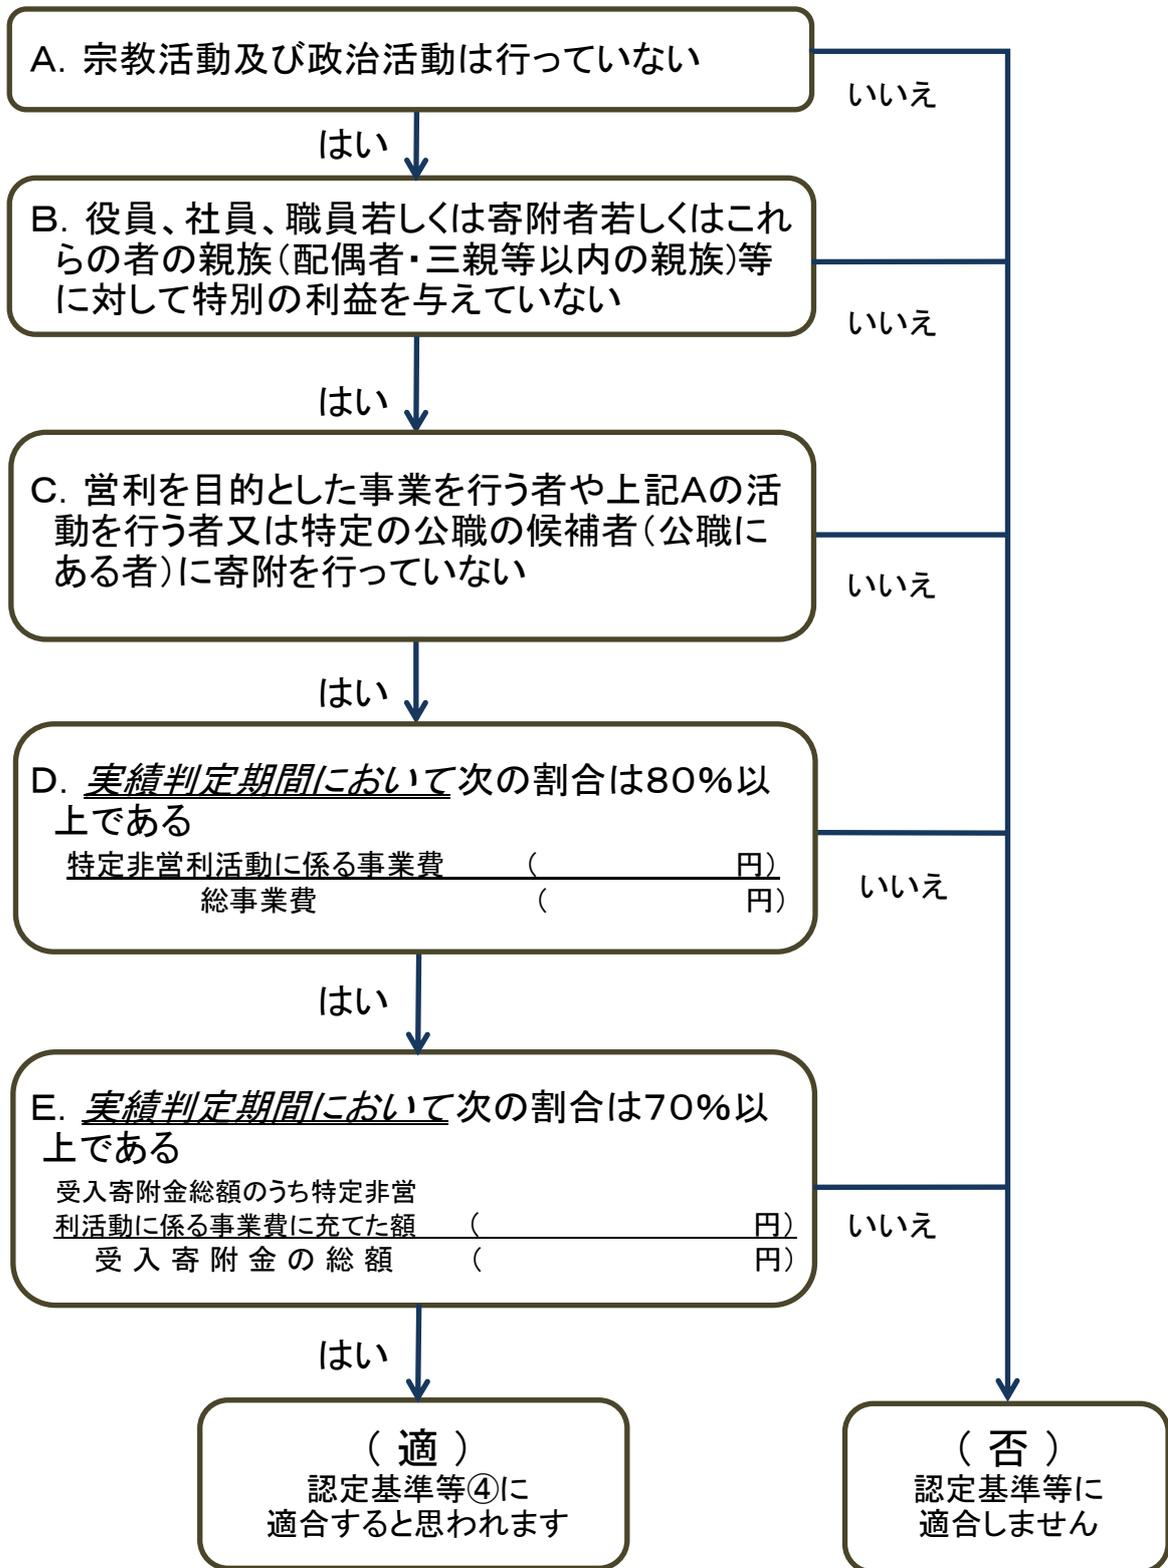 A. 宗教活動及び政治活動は行っていない
いいえ
はい
B. 役員、社員、職員若しくは寄附者若しくはこれ
らの者の親族(配偶者・三親等以内の親族)等
に対して特別の利益を与えていない
いいえ
はい
C. 営利を目的とした事業を行う者や上記Aの活
動を行う者又は特定の公職の候補者(公職に
ある者)に寄附を行っていない
いいえ
はい
D. 実績判定期間において次の割合は80%以
上である
特定非営利活動に係る事業費 ( 円)
総事業費 ( 円)
いいえ
はい
E. 実績判定期間において次の割合は70%以
上である
受入寄附金総額のうち特定非営
利活動に係る事業費に充てた額 ( 円)
受入寄附金の総額 ( 円)
いいえ
はい
( 適 )
認定基準等④に
適合すると思われます
( 否 )
認定基準等に
適合しません